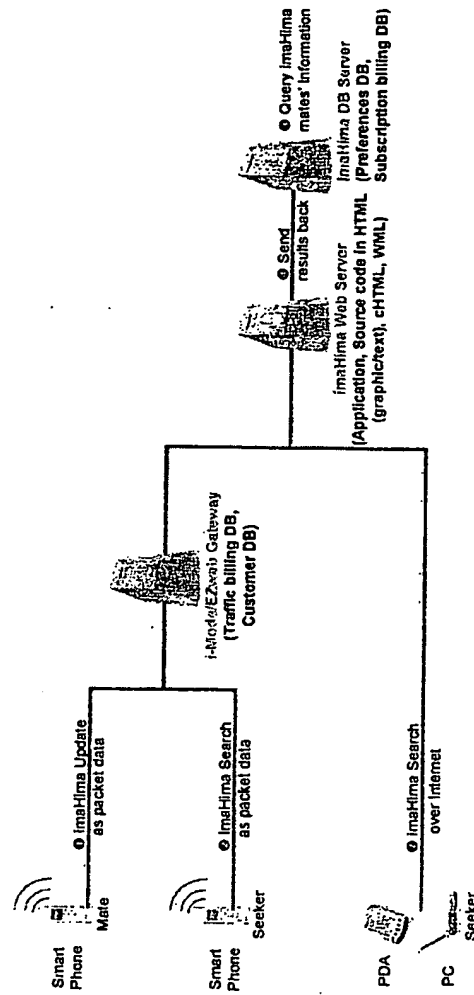 Smart
Phone
Mate
❶ ImaHima Update
as packet data
Smart
Phone
Seeker
❷ ImaHima Search
as packet data
PDA
PC
Seeker
❷ ImaHima Search
over Internet
i-Mode/EZweb Gateway
(Traffic billing DB,
Customer DB)
ImaHima Web Server
(Application, Source code in HTML
(graphic/text), cHTML, WML)
Send
results back
Query ImaHima
mates' Information
ImaHima DB Server
(Preferences DB,
Subscription billing DB)